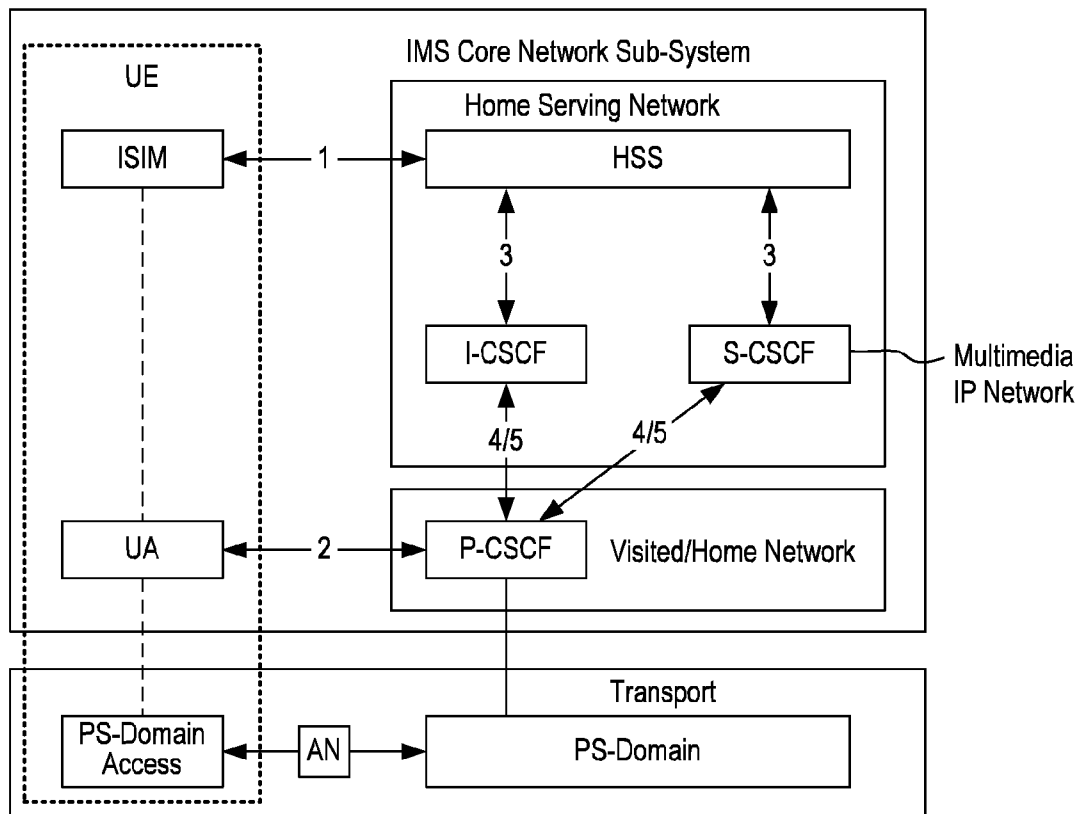 IMS Core Network Sub-System
UE
Home Serving Network
ISIM
1
HSS
3
3
I-CSCF
S-CSCF
Multimedia
IP Network
4/5
4/5
UA
2
P-CSCF
Visited/Home Network
Transport
PS-Domain
Access
AN
PS-Domain